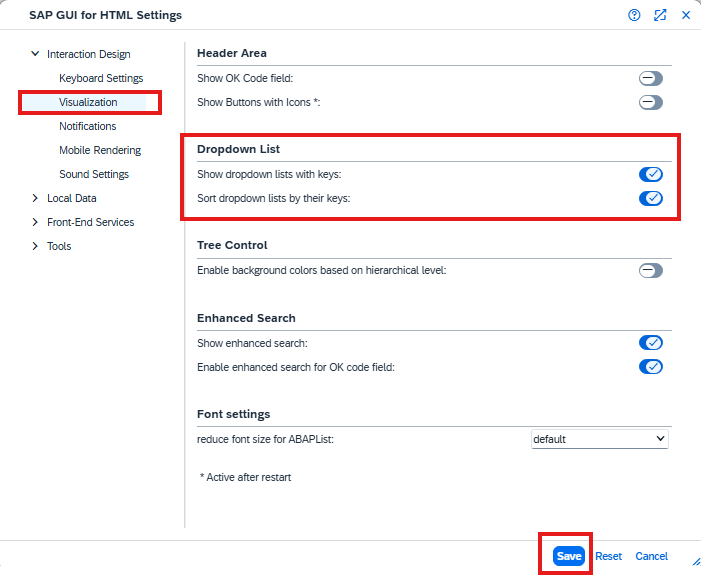 SAP GUI for HTML Settings
Interaction Design
Keyboard Settings
Visualization
Notifications
Mobile Rendering
Sound Settings
Local Data
Front-End Services
Tools
Header Area
Show OK Code field:
Show Buttons with Icons *:
Dropdown List
Show dropdown lists with keys:
Sort dropdown lists by their keys:
Tree Control
Enable background colors based on hierarchical level:
Enhanced Search
Show enhanced search:
Enable enhanced search for OK code field:
Font settings
reduce font size for ABAPList: default
* Active after restart
Save Reset Cancel